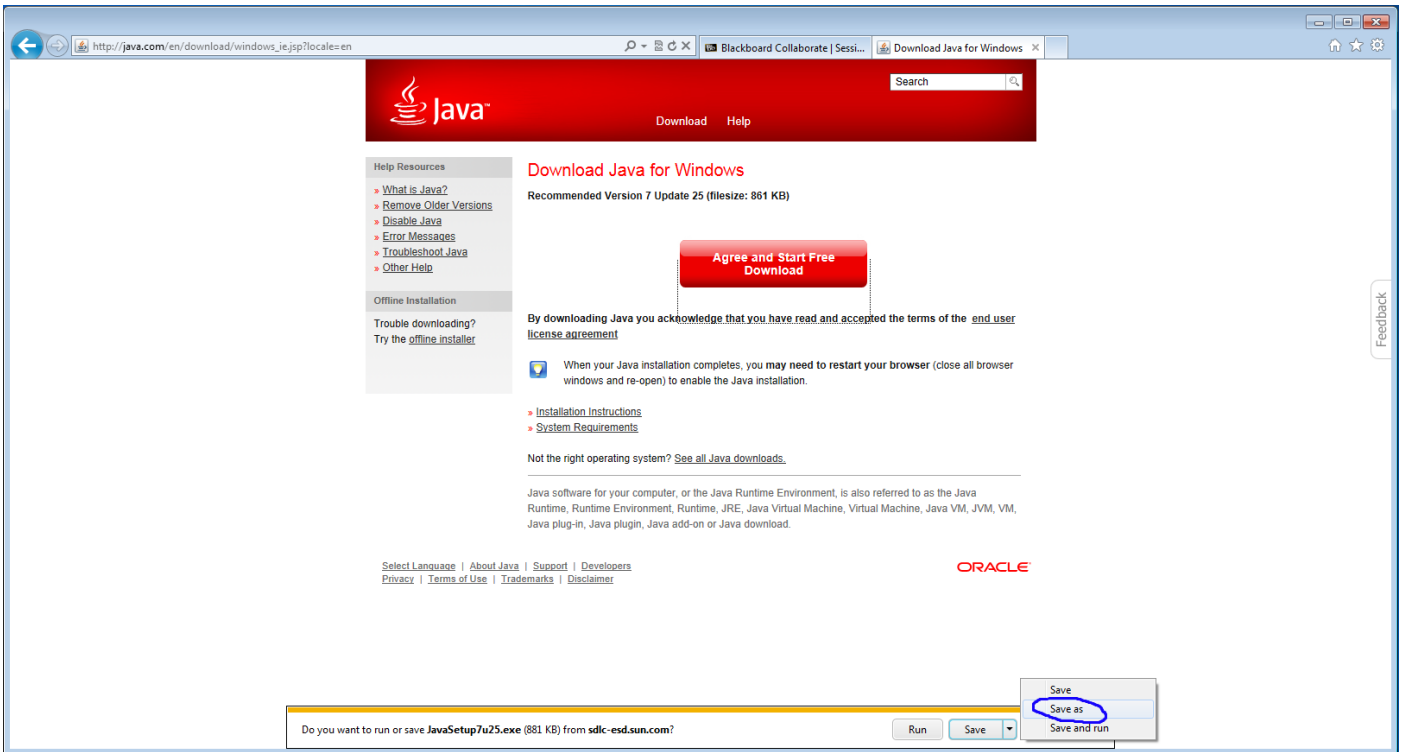 http://java.com/en/download/windows_ie.jsp?locale=en
Blackboard Collaborate | Sessi...
Download Java for Windows
Java™
Search
Download Help
Help Resources
» What is Java?
» Remove Older Versions
» Disable Java
» Error Messages
» Troubleshoot Java
» Other Help
Offline Installation
Trouble downloading?
Try the offline installer
Download Java for Windows
Recommended Version 7 Update 25 (filesize: 861 KB)
Agree and Start Free
Download
By downloading Java you acknowledge that you have read and accepted the terms of the end user
license agreement
When your Java installation completes, you may need to restart your browser (close all browser
windows and re-open) to enable the Java installation.
» Installation Instructions
» System Requirements
Not the right operating system? See all Java downloads.
Java software for your computer, or the Java Runtime Environment, is also referred to as the Java
Runtime, Runtime Environment, Runtime, JRE, Java Virtual Machine, Virtual Machine, Java VM, JVM, VM,
Java plug-in, Java plugin, Java add-on or Java download.
Select Language | About Java | Support | Developers
Privacy | Terms of Use | Trademarks | Disclaimer
ORACLE
Feedback
Save
Save as
Save and run
Do you want to run or save JavaSetup7u25.exe (881 KB) from sdlc-esd.sun.com?
Run
Save